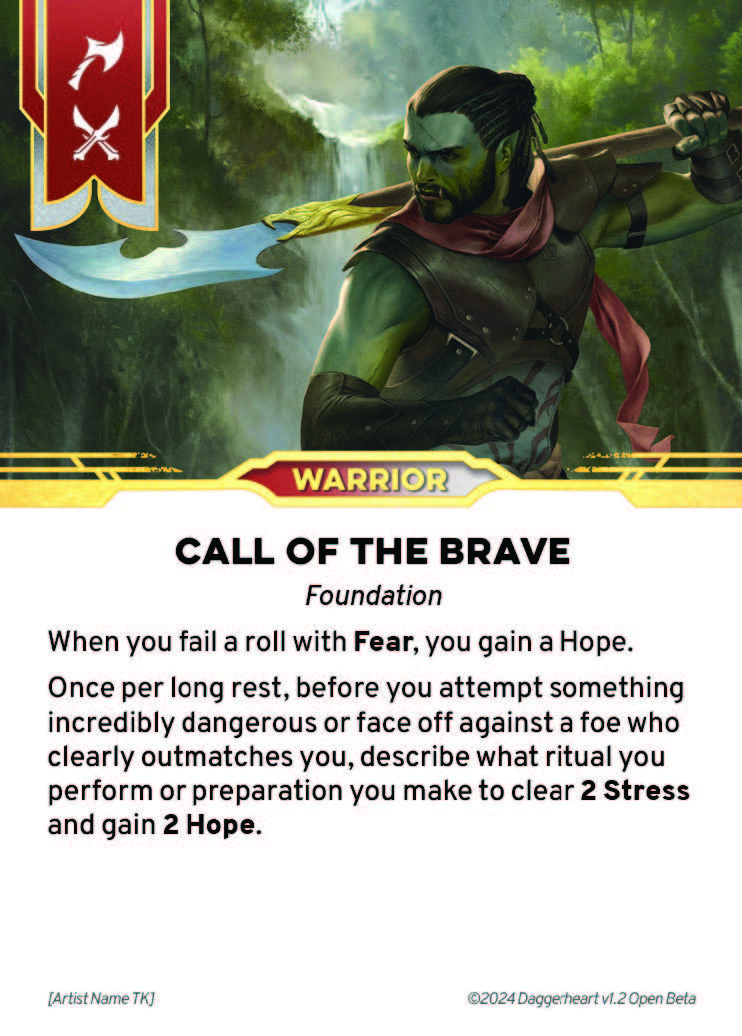 WARRIOR
CALL OF THE BRAVE
Foundation
When you fail a roll with Fear, you gain a Hope.
Once per long rest, before you attempt something
incredibly dangerous or face off against a foe who
clearly outmatches you, describe what ritual you
perform or preparation you make to clear 2 Stress
and gain 2 Hope.
[Artist Name TK]
©2024 Daggerheart v1.2 Open Beta